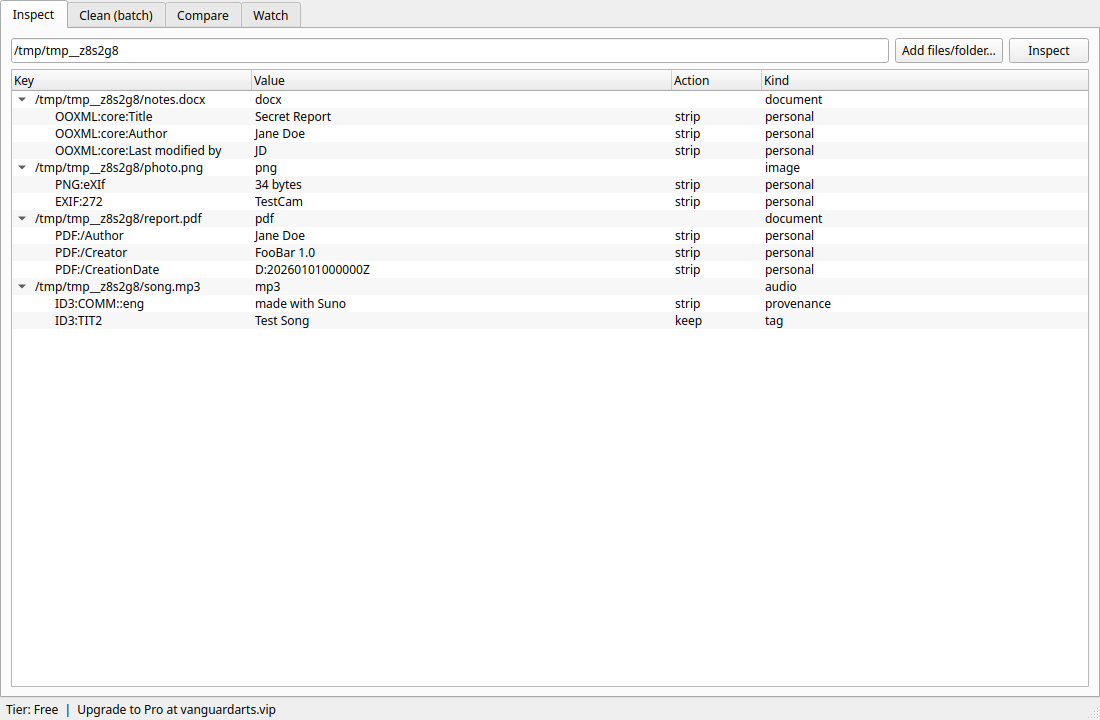 Inspect Clean (batch) Compare Watch
/tmp/tmp__z8s2g8 Add files/folder... Inspect
Key Value Action Kind
/tmp/tmp__z8s2g8/notes.docx docx document
OOXML:core:Title Secret Report strip personal
OOXML:core:Author Jane Doe strip personal
OOXML:core:Last modified by JD strip personal
/tmp/tmp__z8s2g8/photo.png png image
PNG:eXIf 34 bytes strip personal
EXIF:272 TestCam strip personal
/tmp/tmp__z8s2g8/report.pdf pdf document
PDF:/Author Jane Doe strip personal
PDF:/Creator FooBar 1.0 strip personal
PDF:/CreationDate D:20260101000000Z strip personal
/tmp/tmp__z8s2g8/song.mp3 mp3 audio
ID3:COMM::eng made with Suno strip provenance
ID3:TIT2 Test Song keep tag
Tier: Free | Upgrade to Pro at vanguardarts.vip